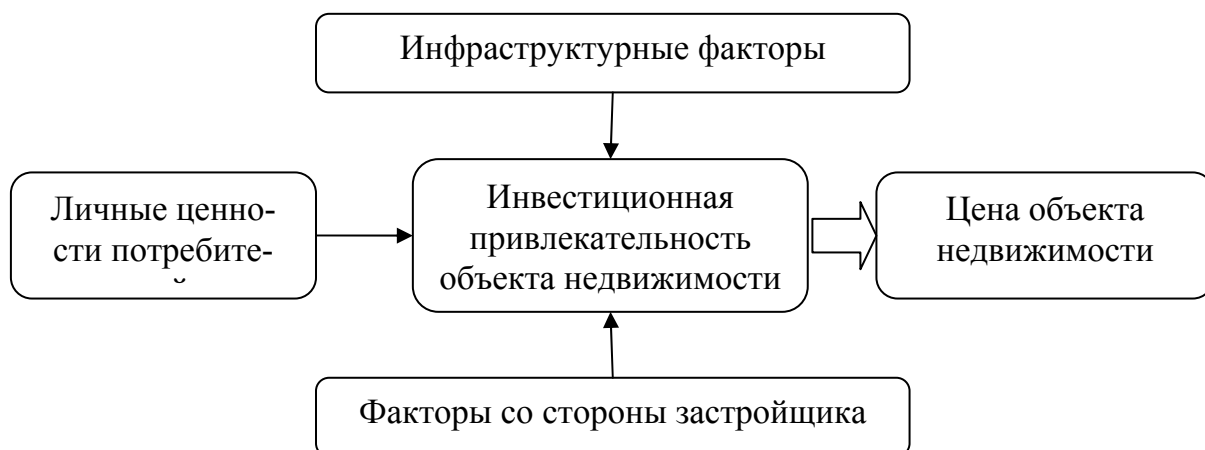 Инфраструктурные факторы
Личные ценно-
сти потребите-
Инвестиционная
привлекательность
объекта недвижимости
Цена объекта
недвижимости
Факторы со стороны застройщика